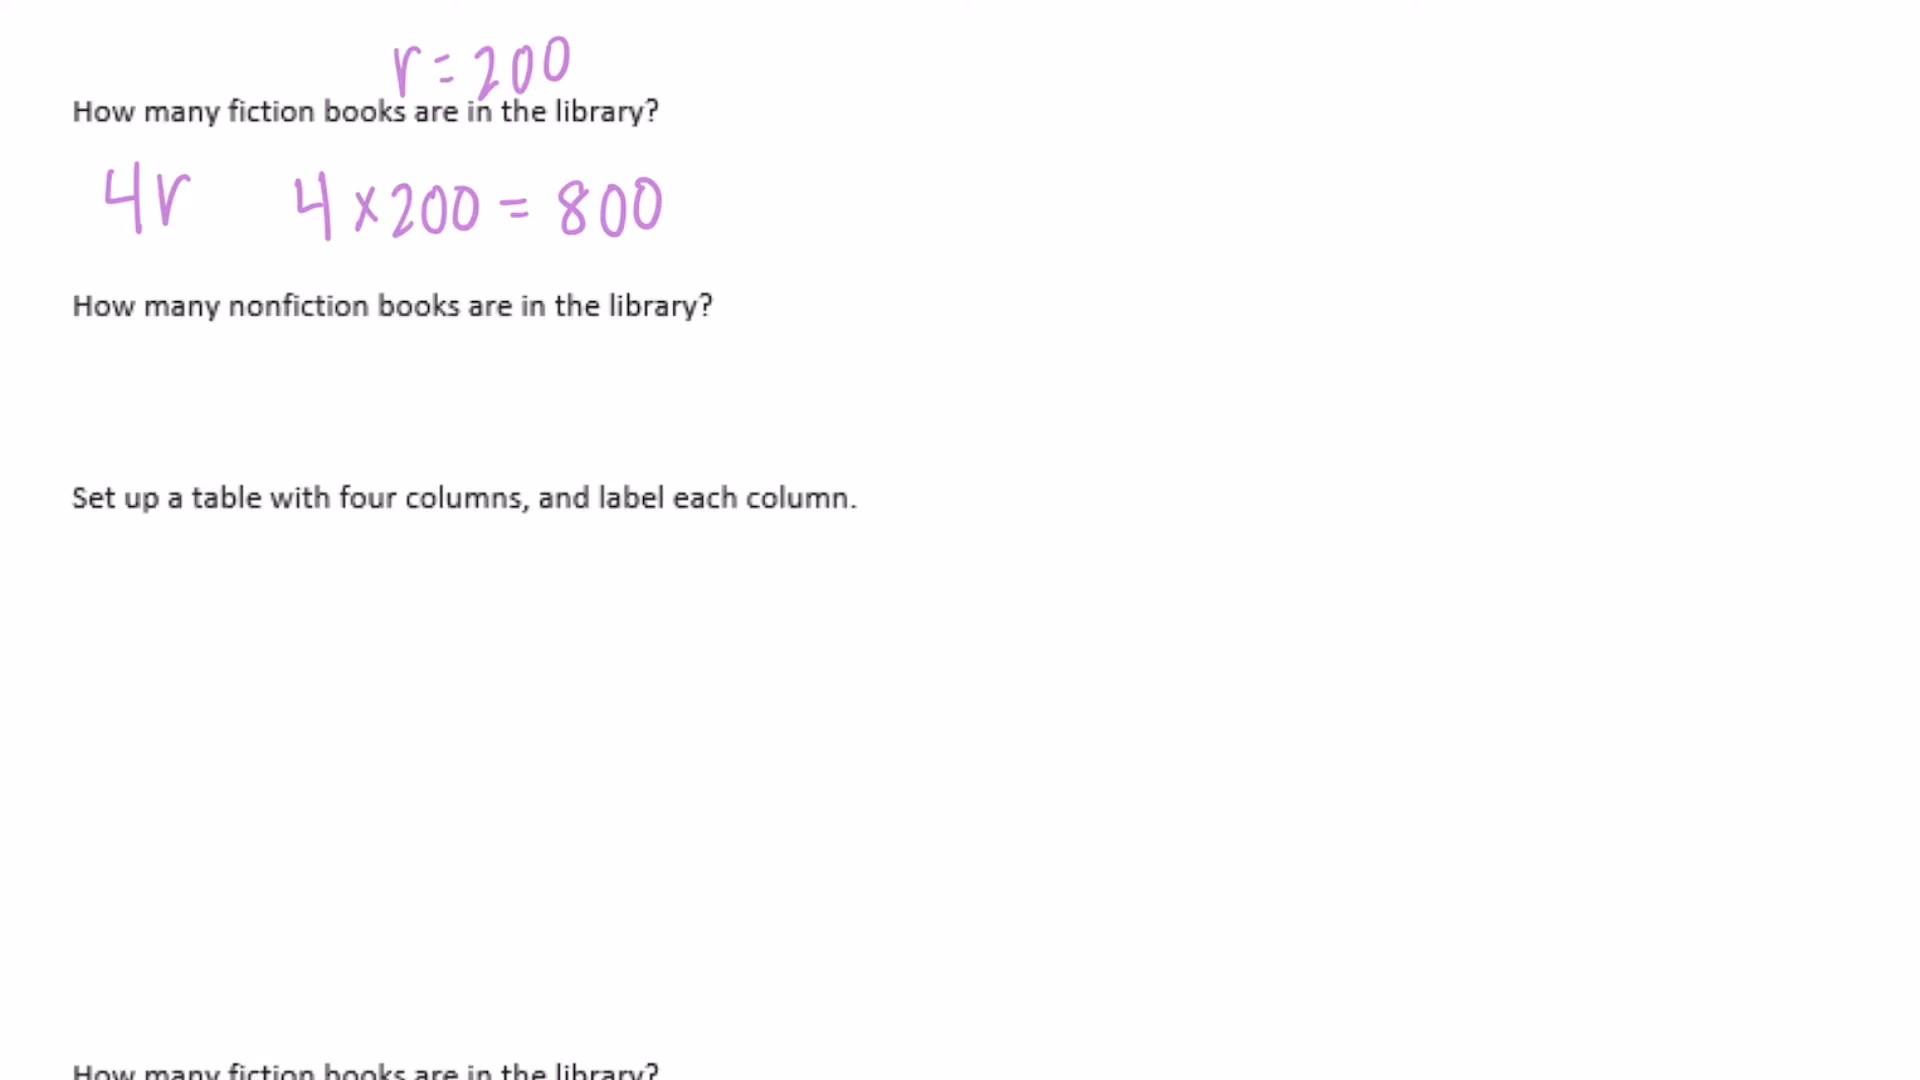 r = 200
How many fiction books are in the library?
4r 4 × 200 = 800
How many nonfiction books are in the library?
Set up a table with four columns, and label each column.
How many fiction books are in the library?